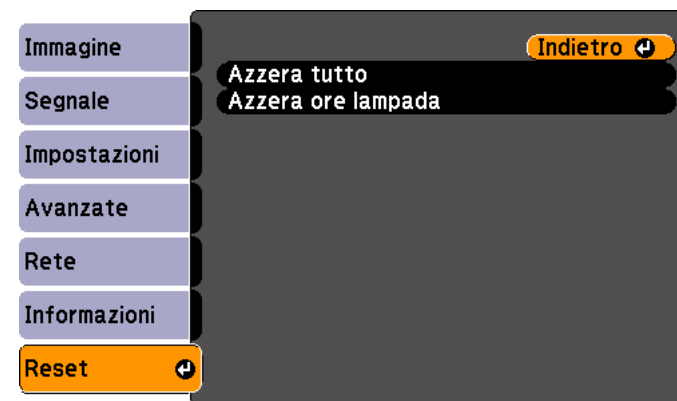 Immagine
Segnale
Impostazioni
Avanzate
Rete
Informazioni
Reset
Indietro
Azzera tutto
Azzera ore lampada